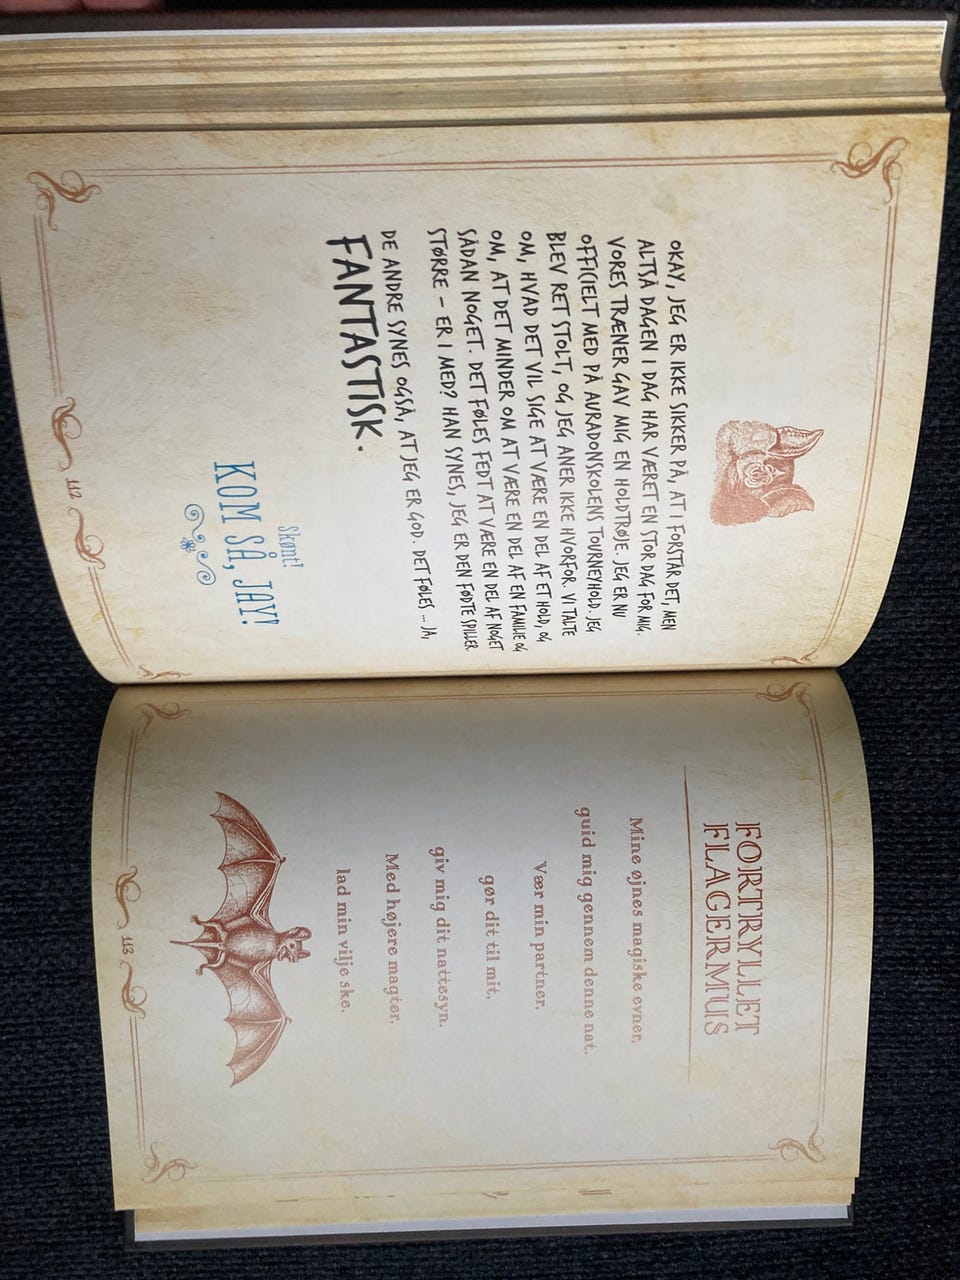 OKAY, JEG ER IKKE SIKKER PÅ, AT I FORSTÅR DET, MEN
ALTSÅ DAGEN I DAG HAR VÆRET EN STOR DAG FOR MIG.
VORES TRÆNER GAV MIG EN HOLDTRØJE. JEG ER NU
OFFICIELT MED PÅ AURADONSKOLENS TOURNEYHOLD. JEG
BLEV RET STOLT, OG JEG ANER IKKE HVORFOR. VI TALTE
OM, HVAD DET VIL SIGE AT VÆRE EN DEL AF ET HOLD, OG
OM, AT DET MINDER OM AT VÆRE EN DEL AF EN FAMILIE OG
SÅDAN NOGET. DET FØLES FEDT AT VÆRE EN DEL AF NOGET
STØRRE – ER I MED? HAN SYNES, JEG ER DEN FØDTE SPILLER.
DE ANDRE SYNES OGSÅ, AT JEG ER GOD. DET FØLES ... JA,
FANTASTISK.
Skønt!
KOM SÅ, JAY!
112
FORTRYLLET
FLAGERMUS
Mine øjnes magiske evner,
guid mig gennem denne nat.
Vær min partner,
gør dit til mit,
giv mig dit nattesyn.
Med højere magter,
lad min vilje ske.
113